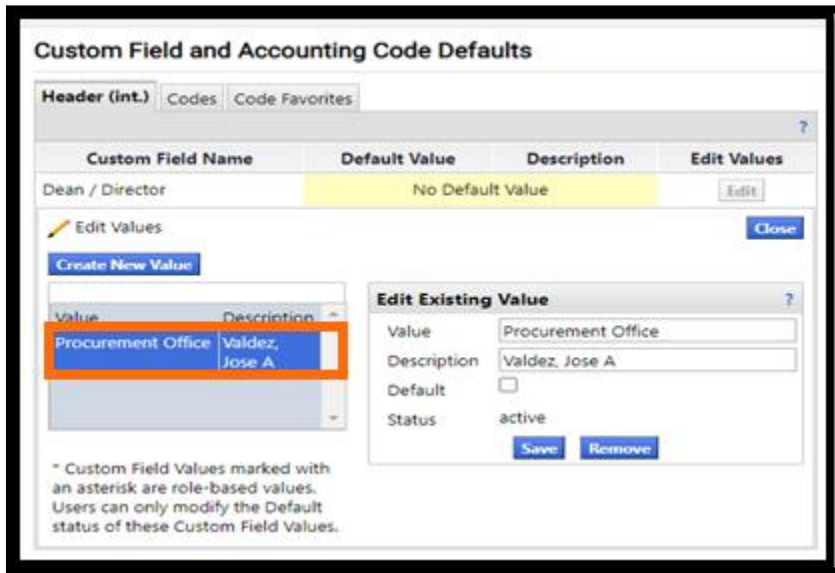 Custom Field and Accounting Code Defaults
Header (int.) Codes Code Favorites
?
Custom Field Name Default Value Description Edit Values
Dean / Director No Default Value Edit
Edit Values Close
Create New Value
Value Description
Procurement Office Valdez, Jose A
Edit Existing Value ?
Value Procurement Office
Description Valdez, Jose A
Default
Status active
Save Remove
* Custom Field Values marked with
an asterisk are role-based values.
Users can only modify the Default
status of these Custom Field Values.